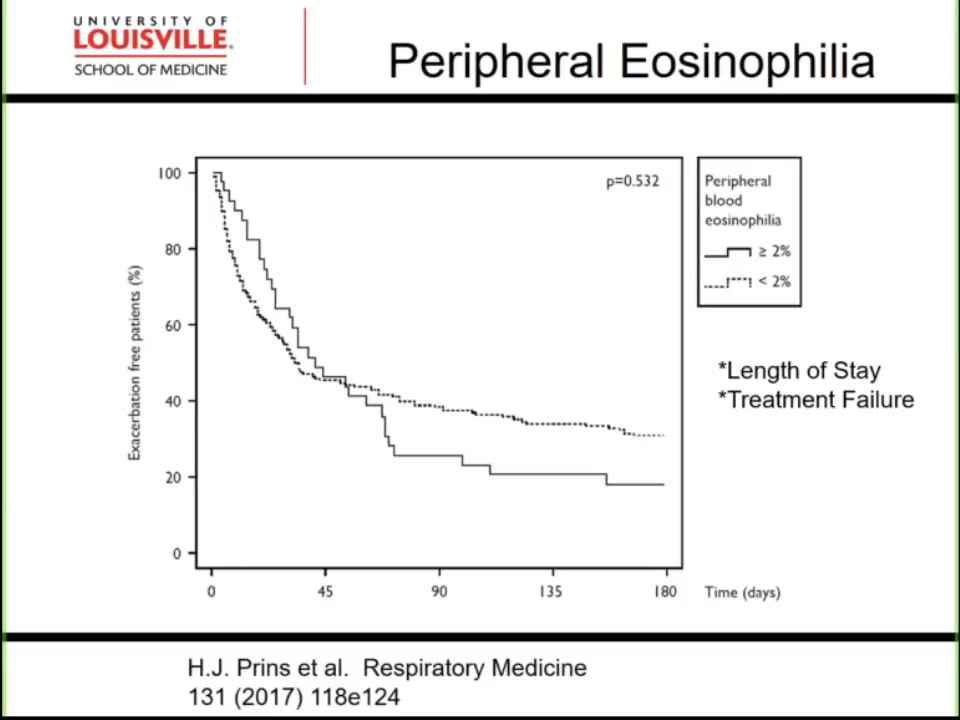 UNIVERSITY OF
LOUISVILLE.
SCHOOL OF MEDICINE
Peripheral Eosinophilia
100
80
60
40
20
0
Exacerbation free patients (%)
p=0.532
Peripheral
blood
eosinophilia
≥ 2%
< 2%
*Length of Stay
*Treatment Failure
0 45 90 135 180 Time (days)
H.J. Prins et al. Respiratory Medicine
131 (2017) 118e124